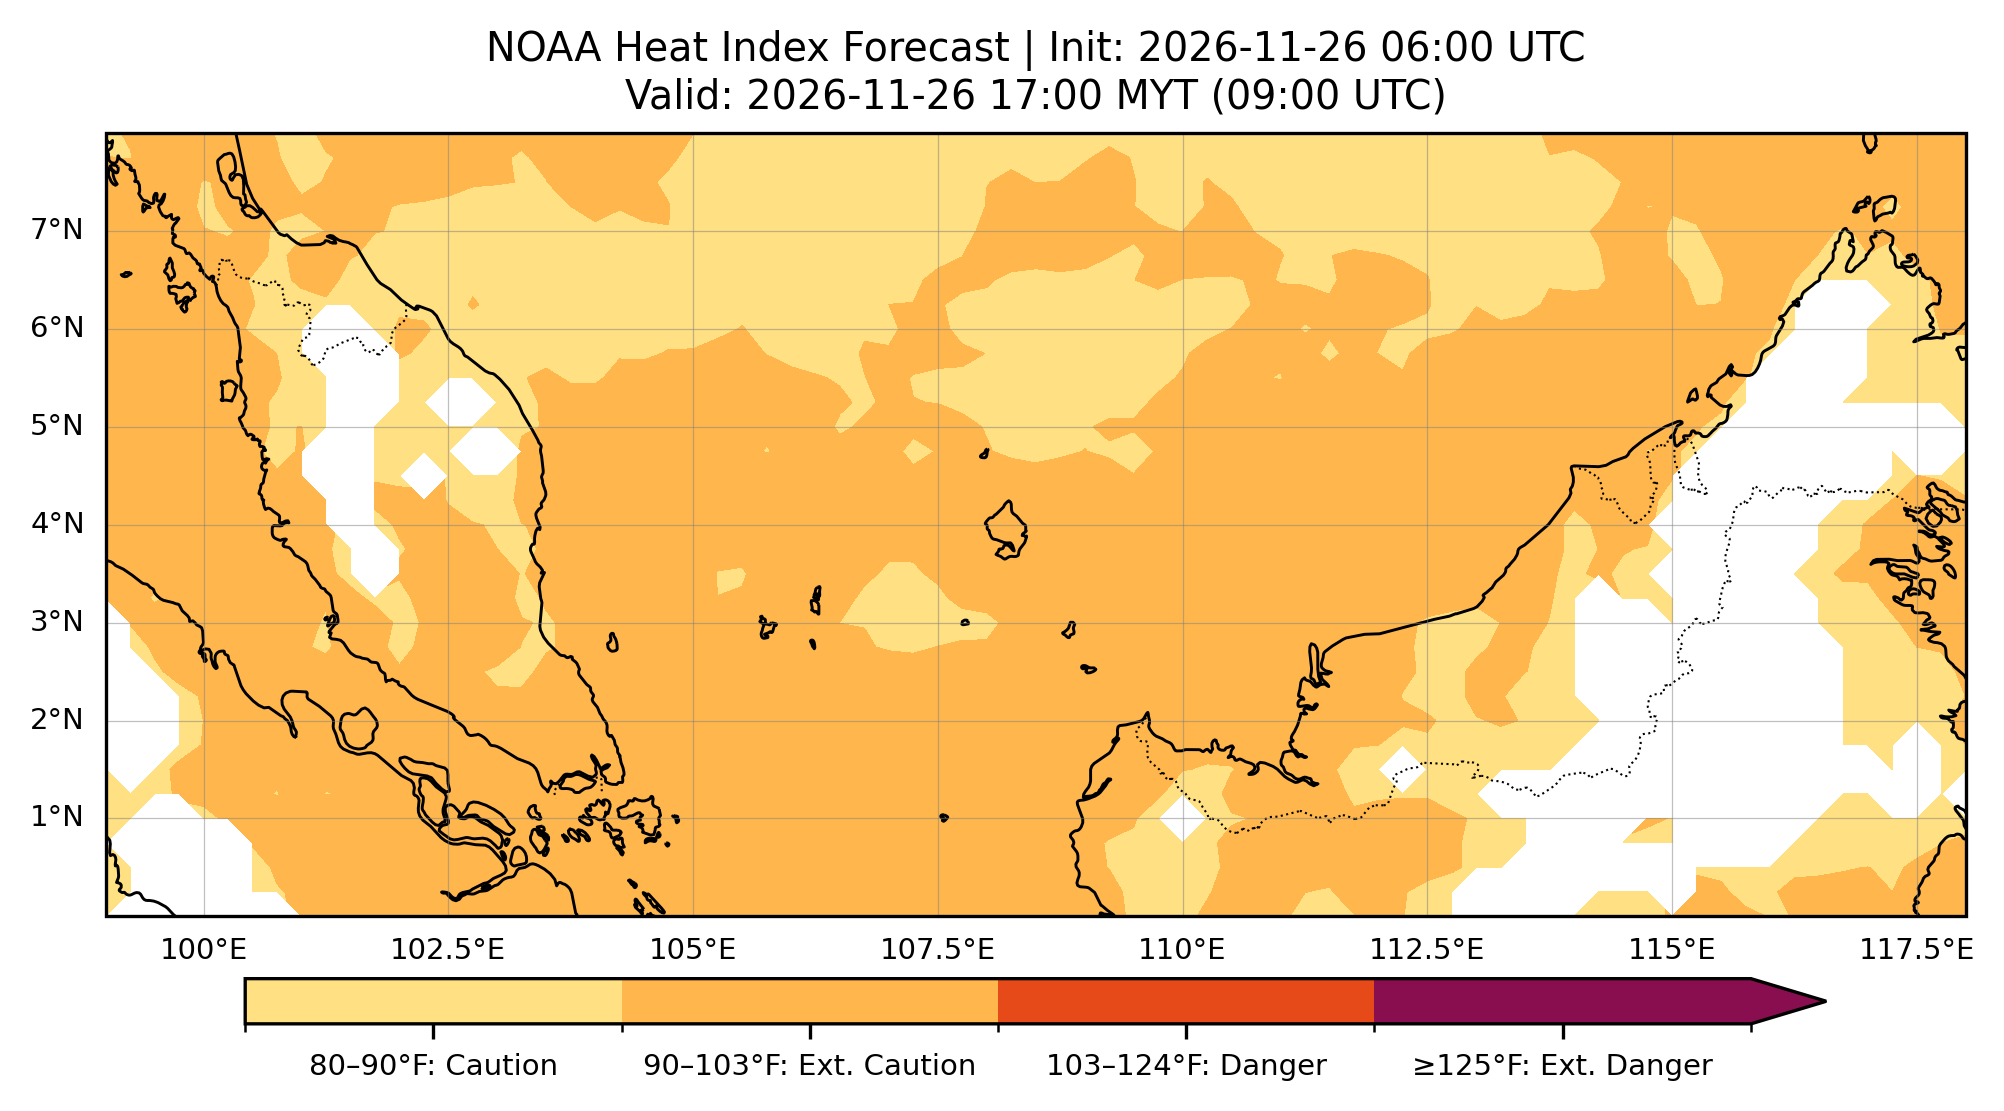 NOAA Heat Index Forecast | Init: 2026-11-26 06:00 UTC
Valid: 2026-11-26 17:00 MYT (09:00 UTC)
7°N
6°N
5°N
4°N
3°N
2°N
1°N
100°E 102.5°E 105°E 107.5°E 110°E 112.5°E 115°E 117.5°E
80–90°F: Caution 90–103°F: Ext. Caution 103–124°F: Danger ≥125°F: Ext. Danger